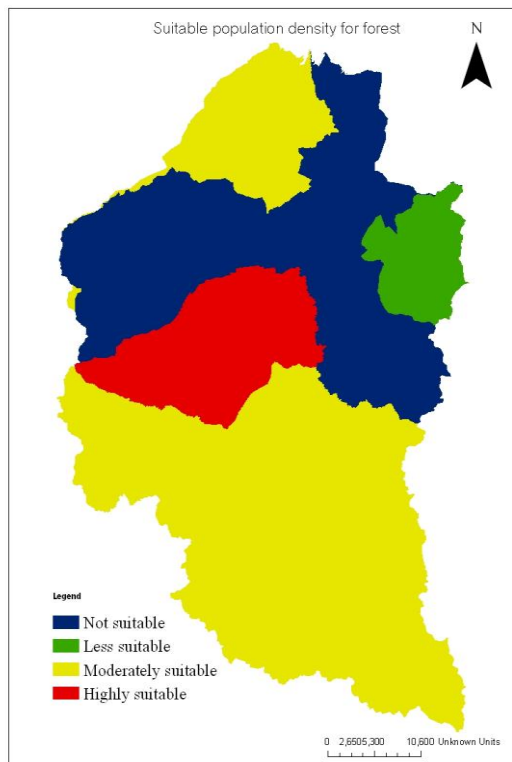 Suitable population density for forest
N
Legend
Not suitable
Less suitable
Moderately suitable
Highly suitable
0 2,6505,300 10,600 Unknown Units